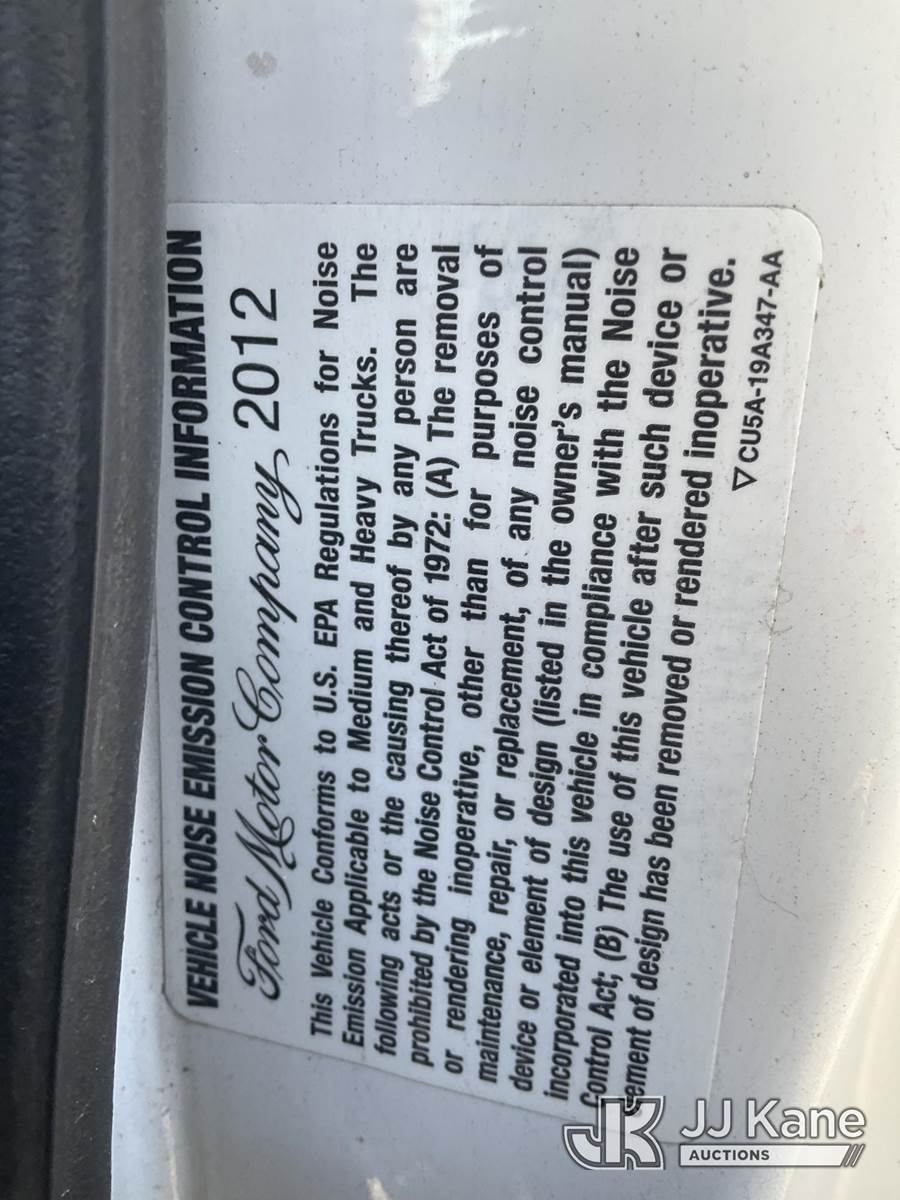 VEHICLE NOISE EMISSION CONTROL INFORMATION
Ford Motor Company 2012
This Vehicle Conforms to U.S. EPA Regulations for Noise
Emission Applicable to Medium and Heavy Trucks. The
following acts or the causing thereof by any person are
prohibited by the Noise Control Act of 1972: (A) The removal
or rendering inoperative, other than for purposes of
maintenance, repair, or replacement, of any noise control
device or element of design (listed in the owner's manual)
incorporated into this vehicle in compliance with the Noise
Control Act; (B) The use of this vehicle after such device or
ement of design has been removed or rendered inoperative.
▽ CU5A-19A347-AA
JK JJ Kane
AUCTIONS